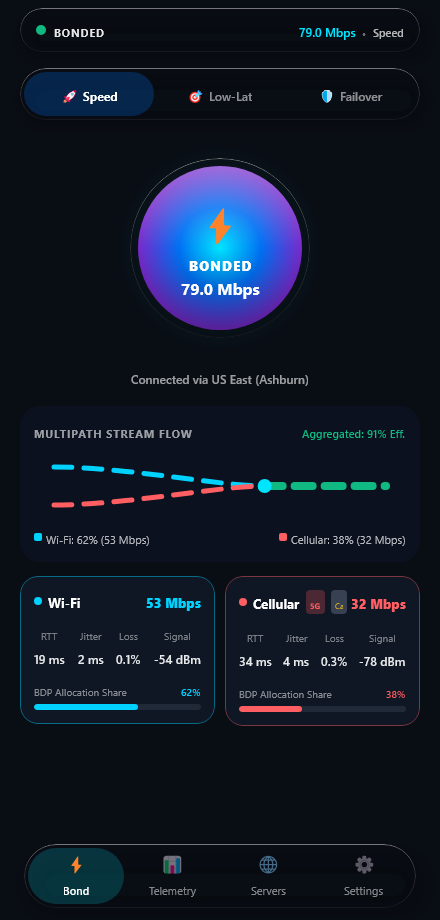 BONDED 79.0 Mbps • Speed
Speed Low-Lat Failover
BONDED
79.0 Mbps
Connected via US East (Ashburn)
MULTIPATH STREAM FLOW Aggregated: 91% Eff.
Wi-Fi: 62% (53 Mbps) Cellular: 38% (32 Mbps)
Wi-Fi 53 Mbps
RTT Jitter Loss Signal
19 ms 2 ms 0.1% -54 dBm
BDP Allocation Share 62%
Cellular 5G Ca 32 Mbps
RTT Jitter Loss Signal
34 ms 4 ms 0.3% -78 dBm
BDP Allocation Share 38%
Bond Telemetry Servers Settings